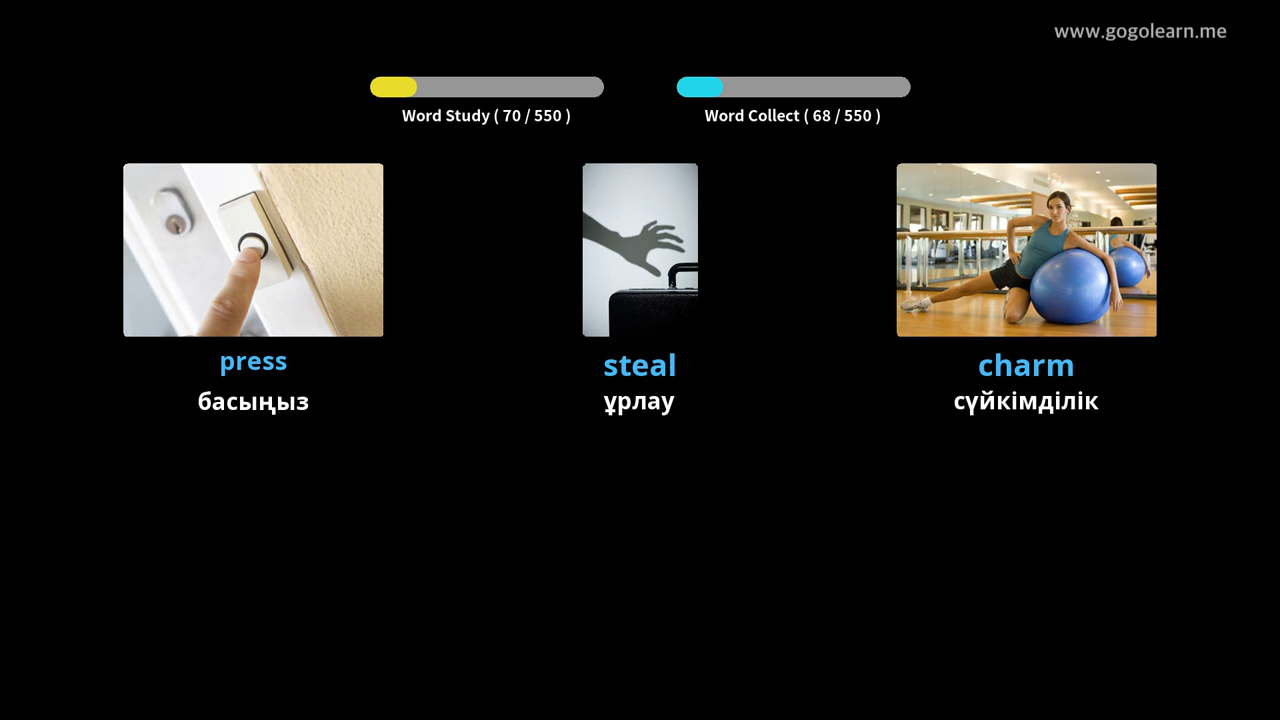 www.gogolearn.me
Word Study ( 70 / 550 )
Word Collect ( 68 / 550 )
press
басыңыз
steal
ұрлау
charm
сүйкімділік